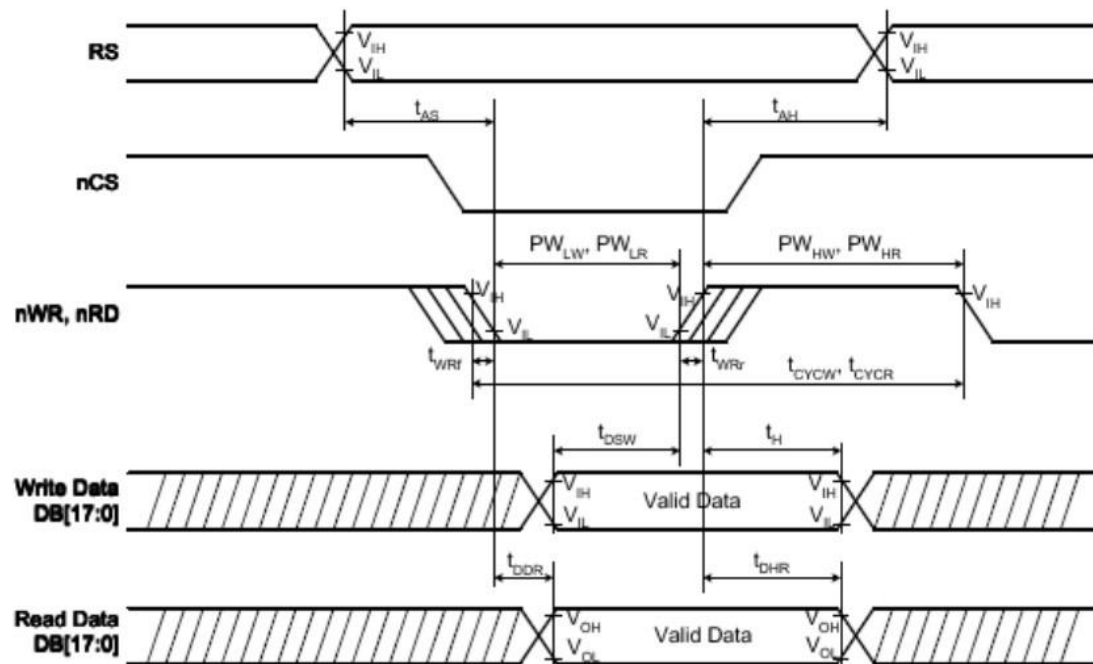 RS
V_IH
V_IL
V_IH
V_IL
t_AS
t_AH
nCS
PW_LW, PW_LR
PW_HW, PW_HR
nWR, nRD
V_IH
V_IH
V_IH
V_IL
V_IL
t_WRf
t_WRr
t_CYCW, t_CYCR
t_DSW
t_H
Write Data
DB[17:0]
V_IH
Valid Data
V_IH
V_IL
V_IL
t_DDR
t_DHR
Read Data
DB[17:0]
V_OH
Valid Data
V_OH
V_OL
V_OL